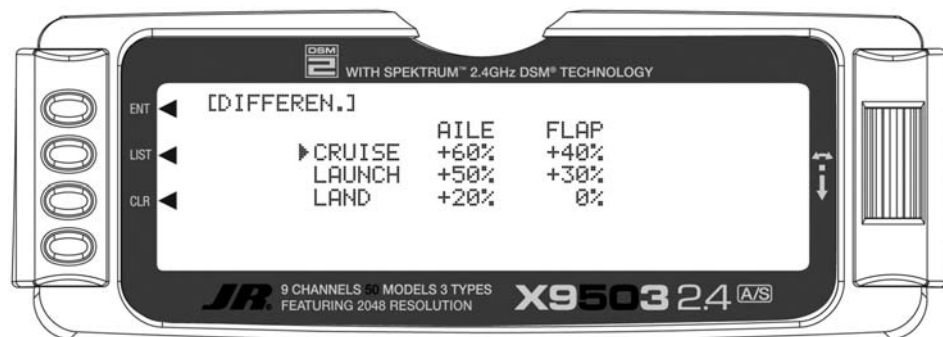 DSM
2 WITH SPEKTRUM™ 2.4GHz DSM® TECHNOLOGY
ENT [DIFFEREN.]
AILE FLAP
LIST CRUISE +60% +40%
LAUNCH +50% +30%
CLR LAND +20% 0%
JR. 9 CHANNELS 50 MODELS 3 TYPES
FEATURING 2048 RESOLUTION
X9503 2.4 A/S